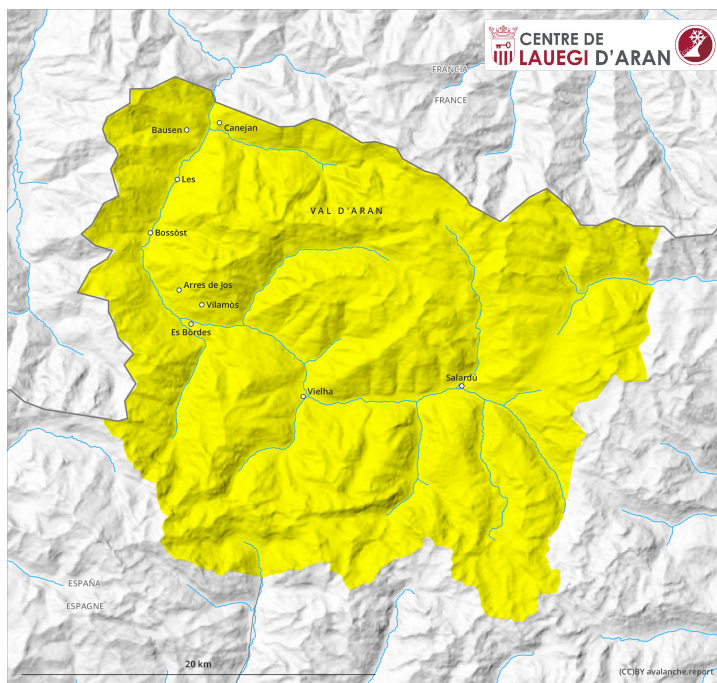 CENTRE DE
LAUEGI D'ARAN
FRANCIA
FRANCE
Bausen
Canejan
Les
VAL D'ARAN
Bossòst
Arres de Jos
Vilamòs
Es Bòrdes
Vielha
Salardú
ESPAÑA
ESPAGNE
20 km
(CC)BY avalanche.report